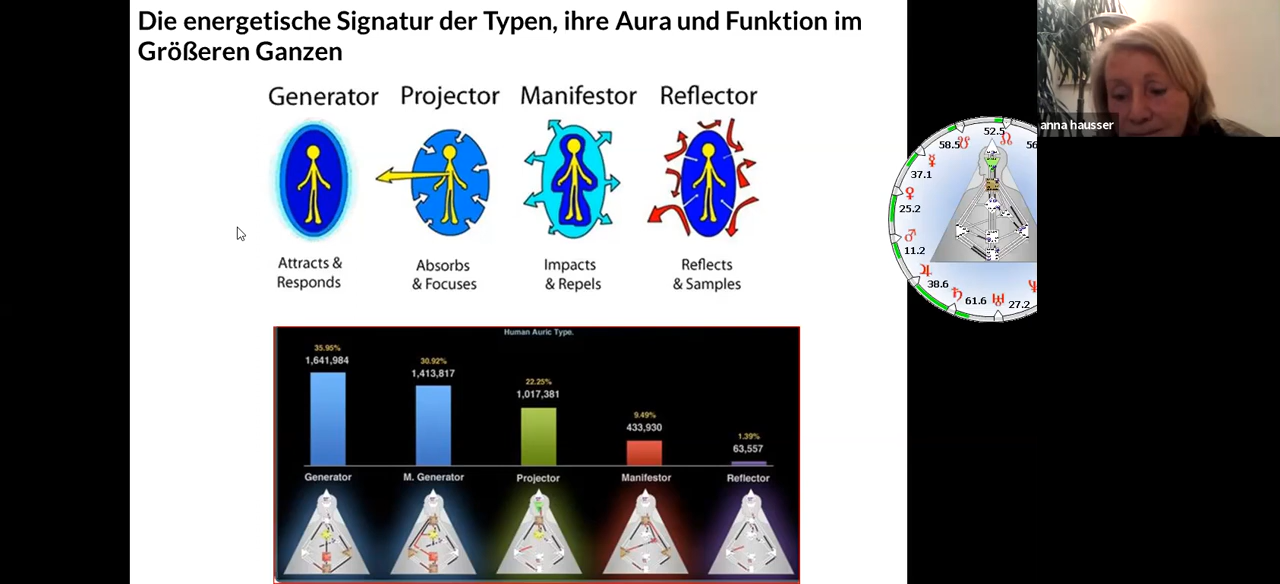 Die energetische Signatur der Typen, ihre Aura und Funktion im
Größeren Ganzen
Generator
Projector
Manifestor
Reflector
Attracts &
Responds
Absorbs
& Focuses
Impacts
& Repels
Reflects
& Samples
Human Auric Type.
35.95%
1,641,984
30.92%
1,413,817
22.25%
1,017,381
9.49%
433,930
1.39%
63,557
Generator
M. Generator
Projector
Manifestor
Reflector
anna hausser
52.5
58.5
56
37.1
25.2
11.2
38.6
61.6
27.2